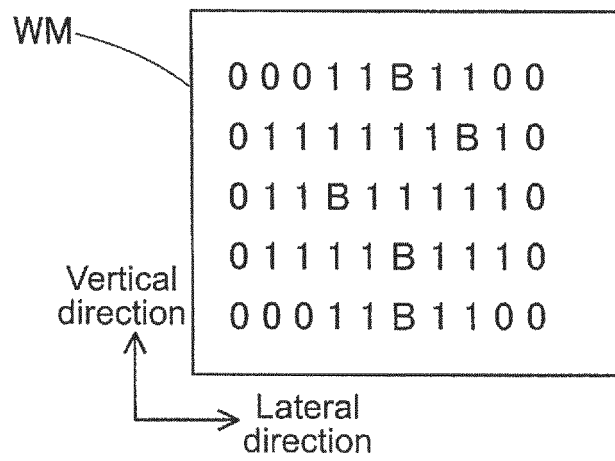 WM
0 0 0 1 1 B 1 1 0 0
0 1 1 1 1 1 1 B 1 0
0 1 1 B 1 1 1 1 1 0
0 1 1 1 1 B 1 1 1 0
0 0 0 1 1 B 1 1 0 0
Vertical
direction
Lateral
direction